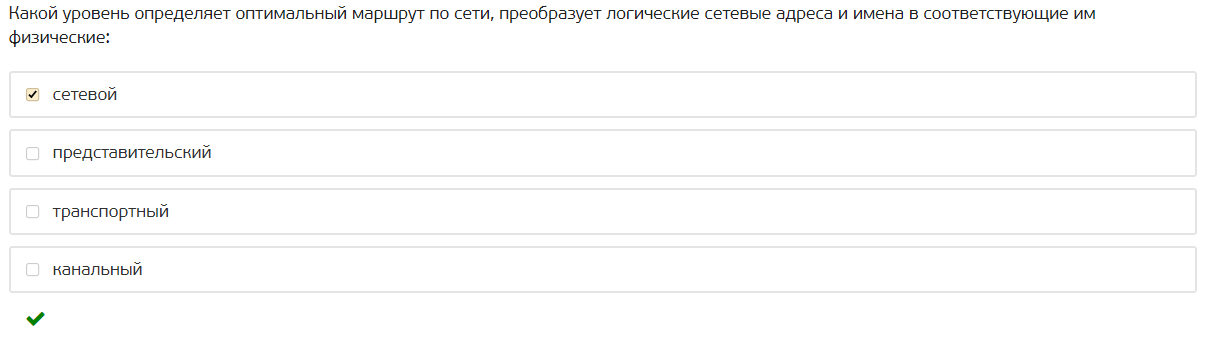 Какой уровень определяет оптимальный маршрут по сети, преобразует логические сетевые адреса и имена в соответствующие им
физические:
сетевой
представительский
транспортный
канальный